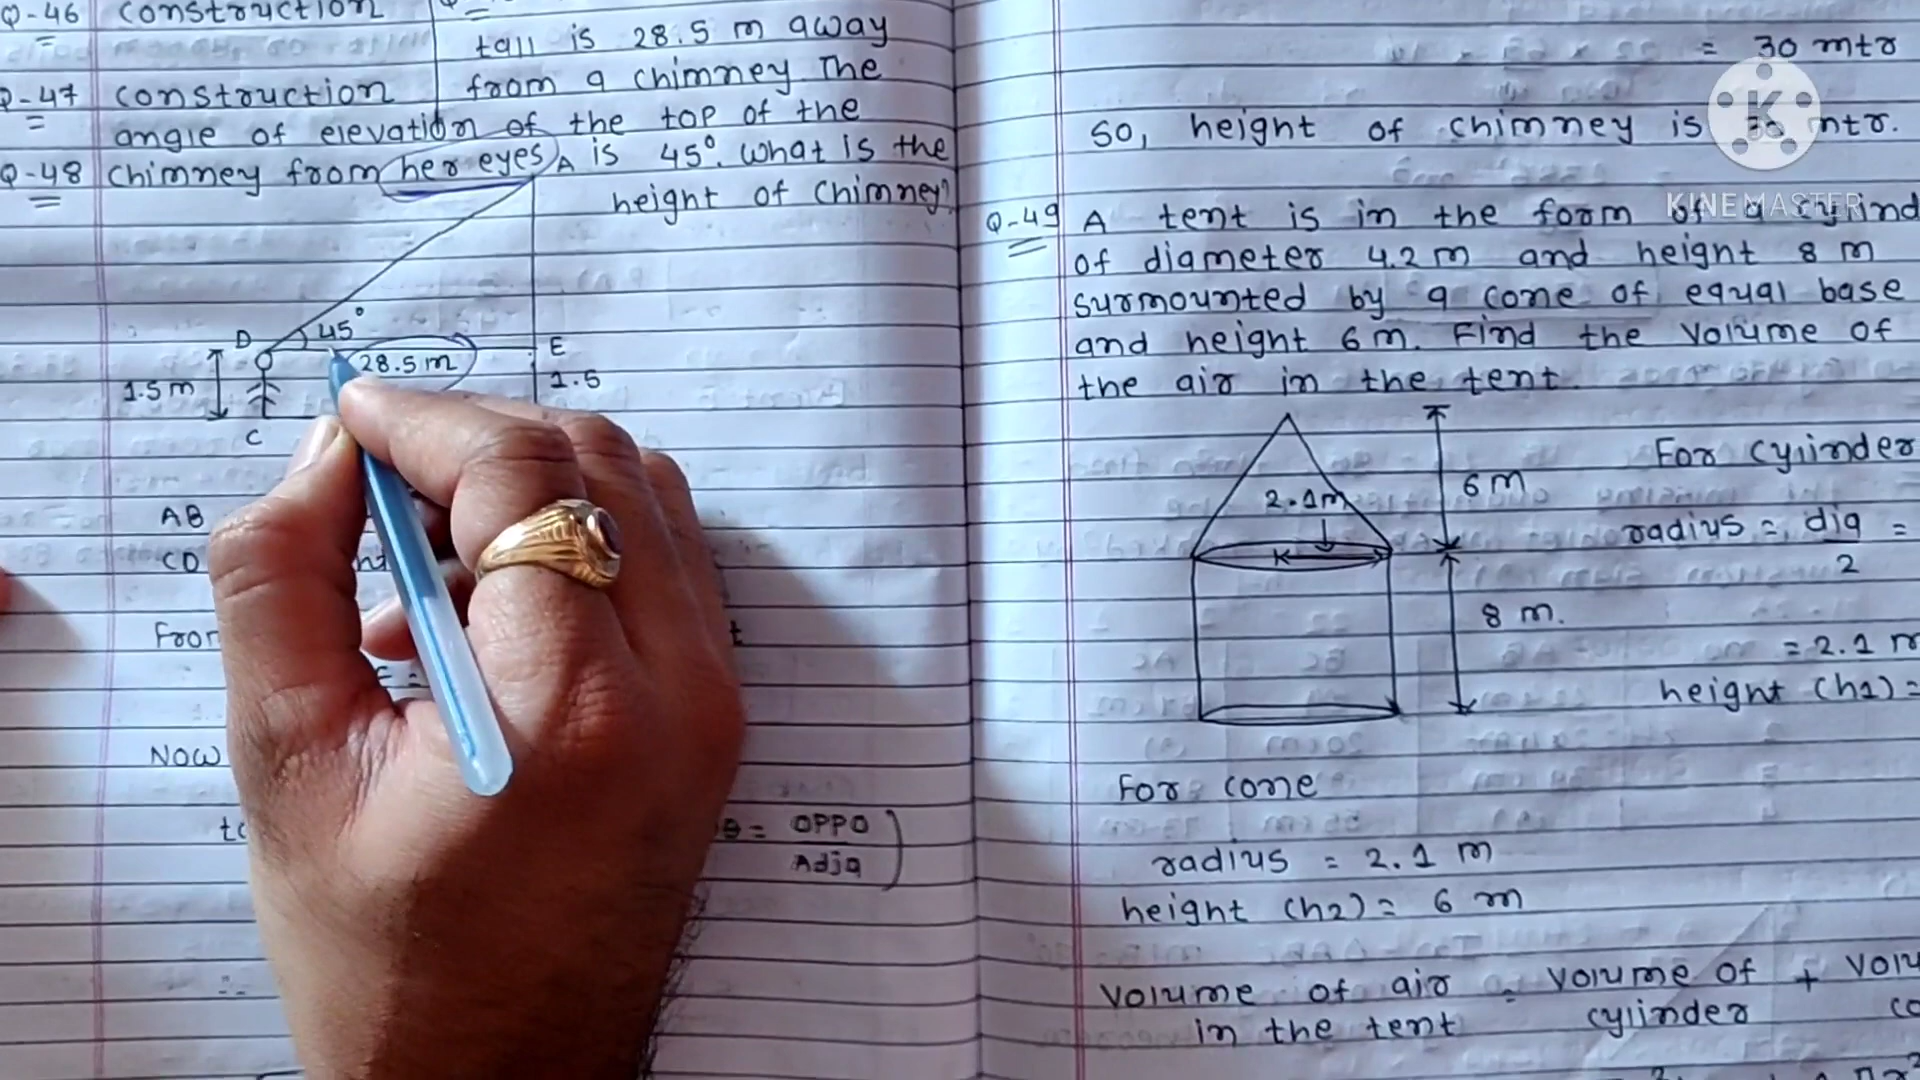 Q-46 construction
tall is 28.5 m away
Q-47 construction from a chimney The
angle of elevation of the top of the
Q-48 chimney from her eyes A is 45°. What is the
height of chimney?
D 45° E
28.5 m
1.5 m 1.5
C
AB
CD
From
Now
θ = oppo
Adja
∴
= 30 mtr
So, height of chimney is 30 mtr.
K
KINEMASTER
Q-49 A tent is in the form of a cylind
of diameter 4.2 m and height 8 m
surmounted by a cone of equal base
and height 6 m. Find the volume of
the air in the tent.
For cylinder
6 m
2.1m
radius = dia =
2
8 m.
= 2.1 m
height (h1) =
For cone
radius = 2.1 m
height (h2) = 6 m
Volume of air = Volume of + Volu
in the tent cylinder co